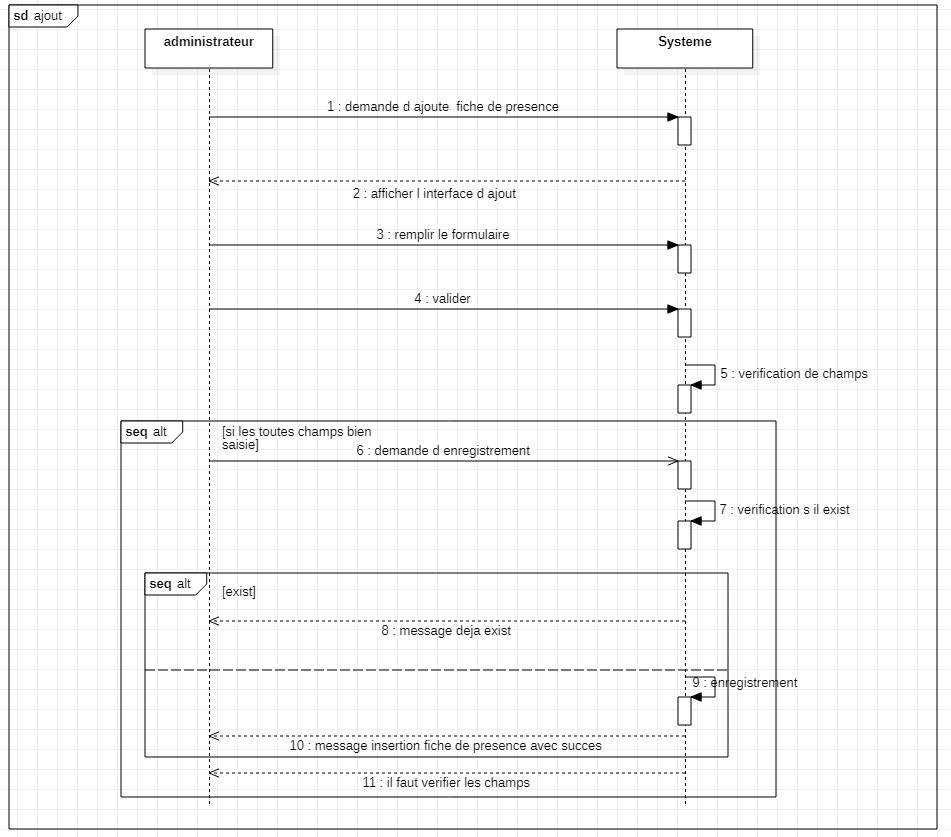 sd ajout
administrateur
Systeme
1 : demande d ajoute fiche de presence
2 : afficher l interface d ajout
3 : remplir le formulaire
4 : valider
5 : verification de champs
seq alt
[si les toutes champs bien
saisie]
6 : demande d enregistrement
7 : verification s il exist
seq alt
[exist]
8 : message deja exist
9 : enregistrement
10 : message insertion fiche de presence avec succes
11 : il faut verifier les champs